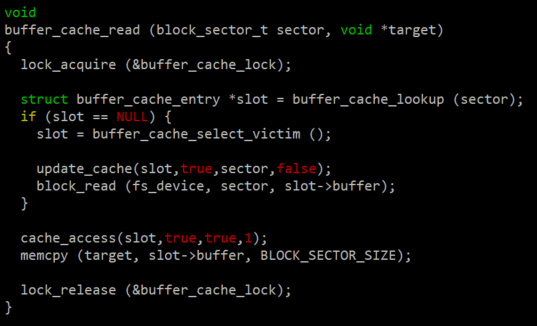 void
buffer_cache_read (block_sector_t sector, void *target)
{
  lock_acquire (&buffer_cache_lock);

  struct buffer_cache_entry *slot = buffer_cache_lookup (sector);
  if (slot == NULL) {
    slot = buffer_cache_select_victim ();

    update_cache(slot,true,sector,false);
    block_read (fs_device, sector, slot->buffer);
  }

  cache_access(slot,true,true,1);
  memcpy (target, slot->buffer, BLOCK_SECTOR_SIZE);

  lock_release (&buffer_cache_lock);
}